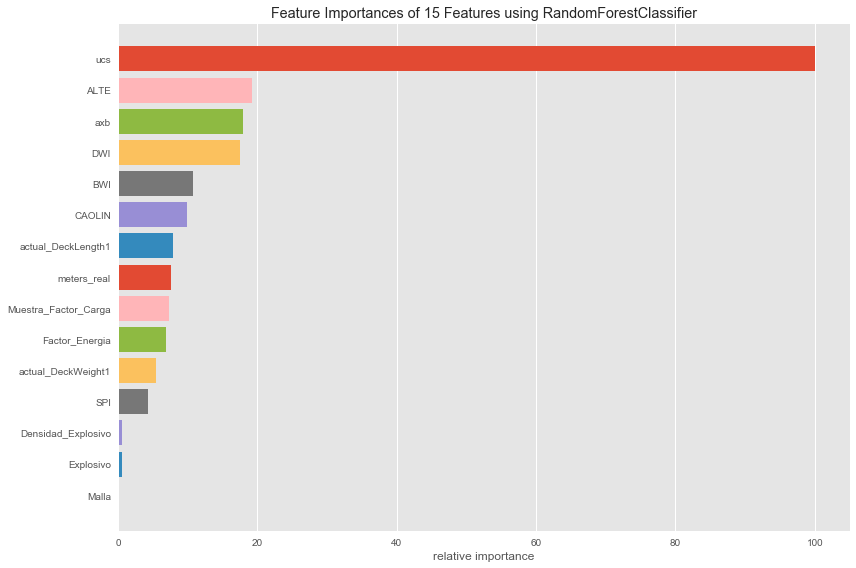 Feature Importances of 15 Features using RandomForestClassifier
ucs
ALTE
axb
DWI
BWI
CAOLIN
actual_DeckLength1
meters_real
Muestra_Factor_Carga
Factor_Energia
actual_DeckWeight1
SPI
Densidad_Explosivo
Explosivo
Malla
0 20 40 60 80 100
relative importance